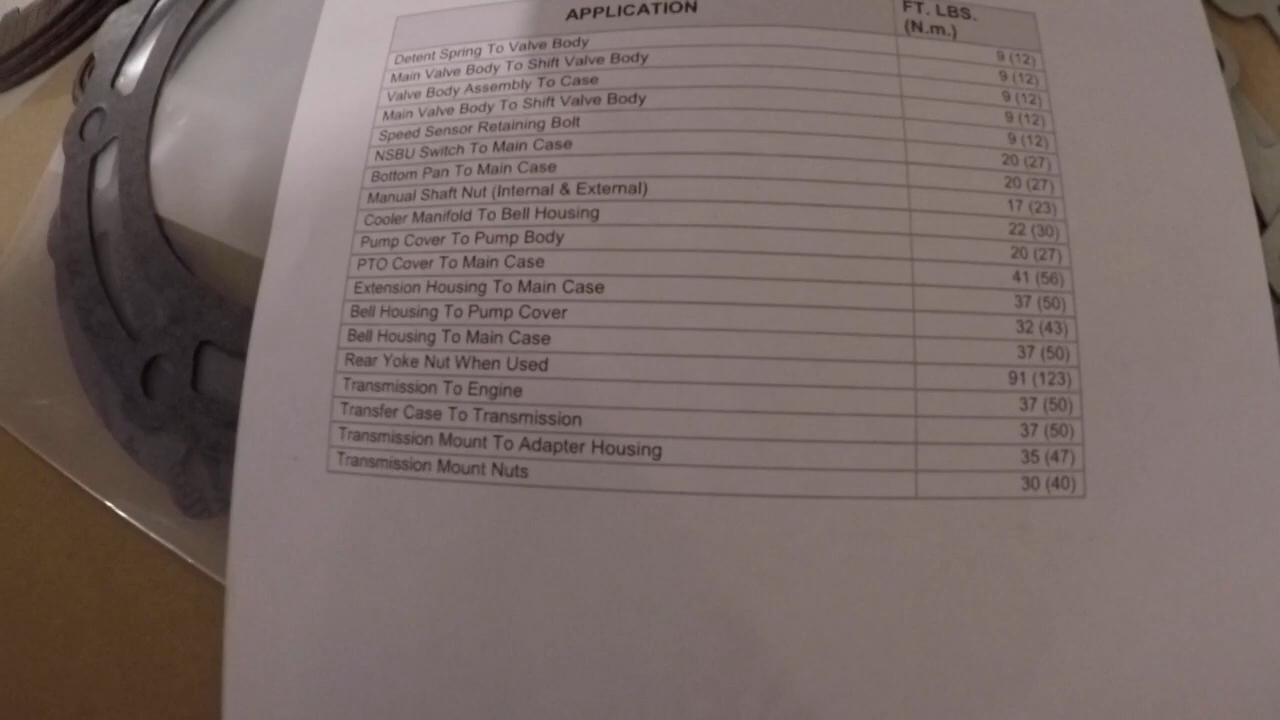 APPLICATION FT. LBS.
(N.m.)
Detent Spring To Valve Body 9 (12)
Main Valve Body To Shift Valve Body 9 (12)
Valve Body Assembly To Case 9 (12)
Main Valve Body To Shift Valve Body 9 (12)
Speed Sensor Retaining Bolt 9 (12)
NSBU Switch To Main Case 20 (27)
Bottom Pan To Main Case 20 (27)
Manual Shaft Nut (Internal & External) 17 (23)
Cooler Manifold To Bell Housing 22 (30)
Pump Cover To Pump Body 20 (27)
PTO Cover To Main Case 41 (56)
Extension Housing To Main Case 37 (50)
Bell Housing To Pump Cover 32 (43)
Bell Housing To Main Case 37 (50)
Rear Yoke Nut When Used 91 (123)
Transmission To Engine 37 (50)
Transfer Case To Transmission 37 (50)
Transmission Mount To Adapter Housing 35 (47)
Transmission Mount Nuts 30 (40)